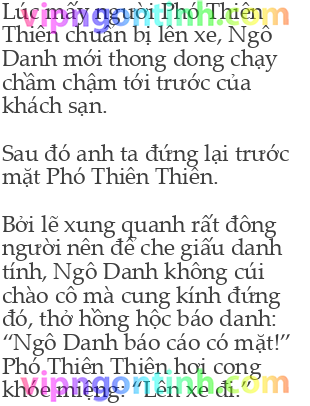 Lúc mấy người Phó Thiên
vipngontinh.com
Thiên chuẩn bị lên xe, Ngô
Danh mới thong dong chạy
chầm chậm tới trước cửa
khách sạn.

Sau đó anh ta đứng lại trước
mặt Phó Thiên Thiên.

Bởi lẽ xung quanh rất đông
người nên để che giấu danh
tính, Ngô Danh không cúi
chào cô mà cung kính đứng
đó, thở hồng hộc báo danh:
“Ngô Danh báo cáo có mặt!”
Phó Thiên Thiên hơi cong
vipngontinh.com
khóe miệng: “Lên xe đi.”